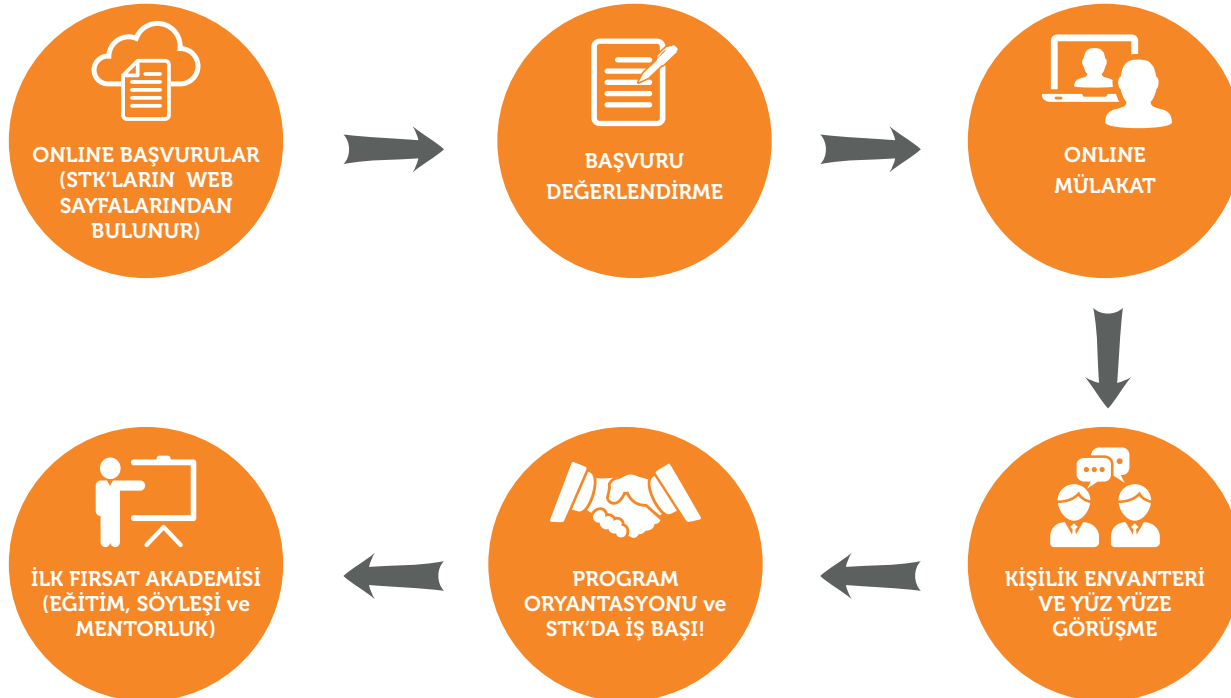 ONLINE BAŞVURULAR
(STK'LARIN WEB
SAYFALARINDAN
BULUNUR)
BAŞVURU
DEĞERLENDİRME
ONLINE
MÜLAKAT
KİŞİLİK ENVANTERİ
VE YÜZ YÜZE
GÖRÜŞME
PROGRAM
ORYANTASYONU ve
STK'DA İŞ BAŞI!
İLK FIRSAT AKADEMİSİ
(EĞİTİM, SÖYLEŞİ ve
MENTORLUK)